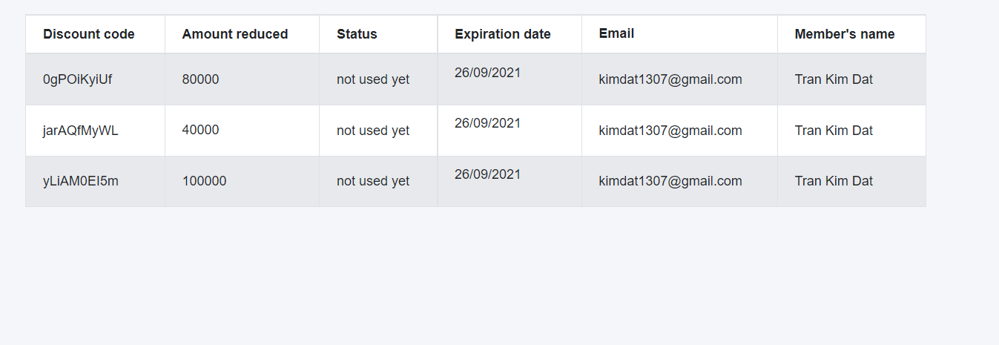 Discount code Amount reduced Status Expiration date Email Member's name
0gPOiKyiUf 80000 not used yet 26/09/2021 kimdat1307@gmail.com Tran Kim Dat
jarAQfMyWL 40000 not used yet 26/09/2021 kimdat1307@gmail.com Tran Kim Dat
yLiAM0EI5m 100000 not used yet 26/09/2021 kimdat1307@gmail.com Tran Kim Dat